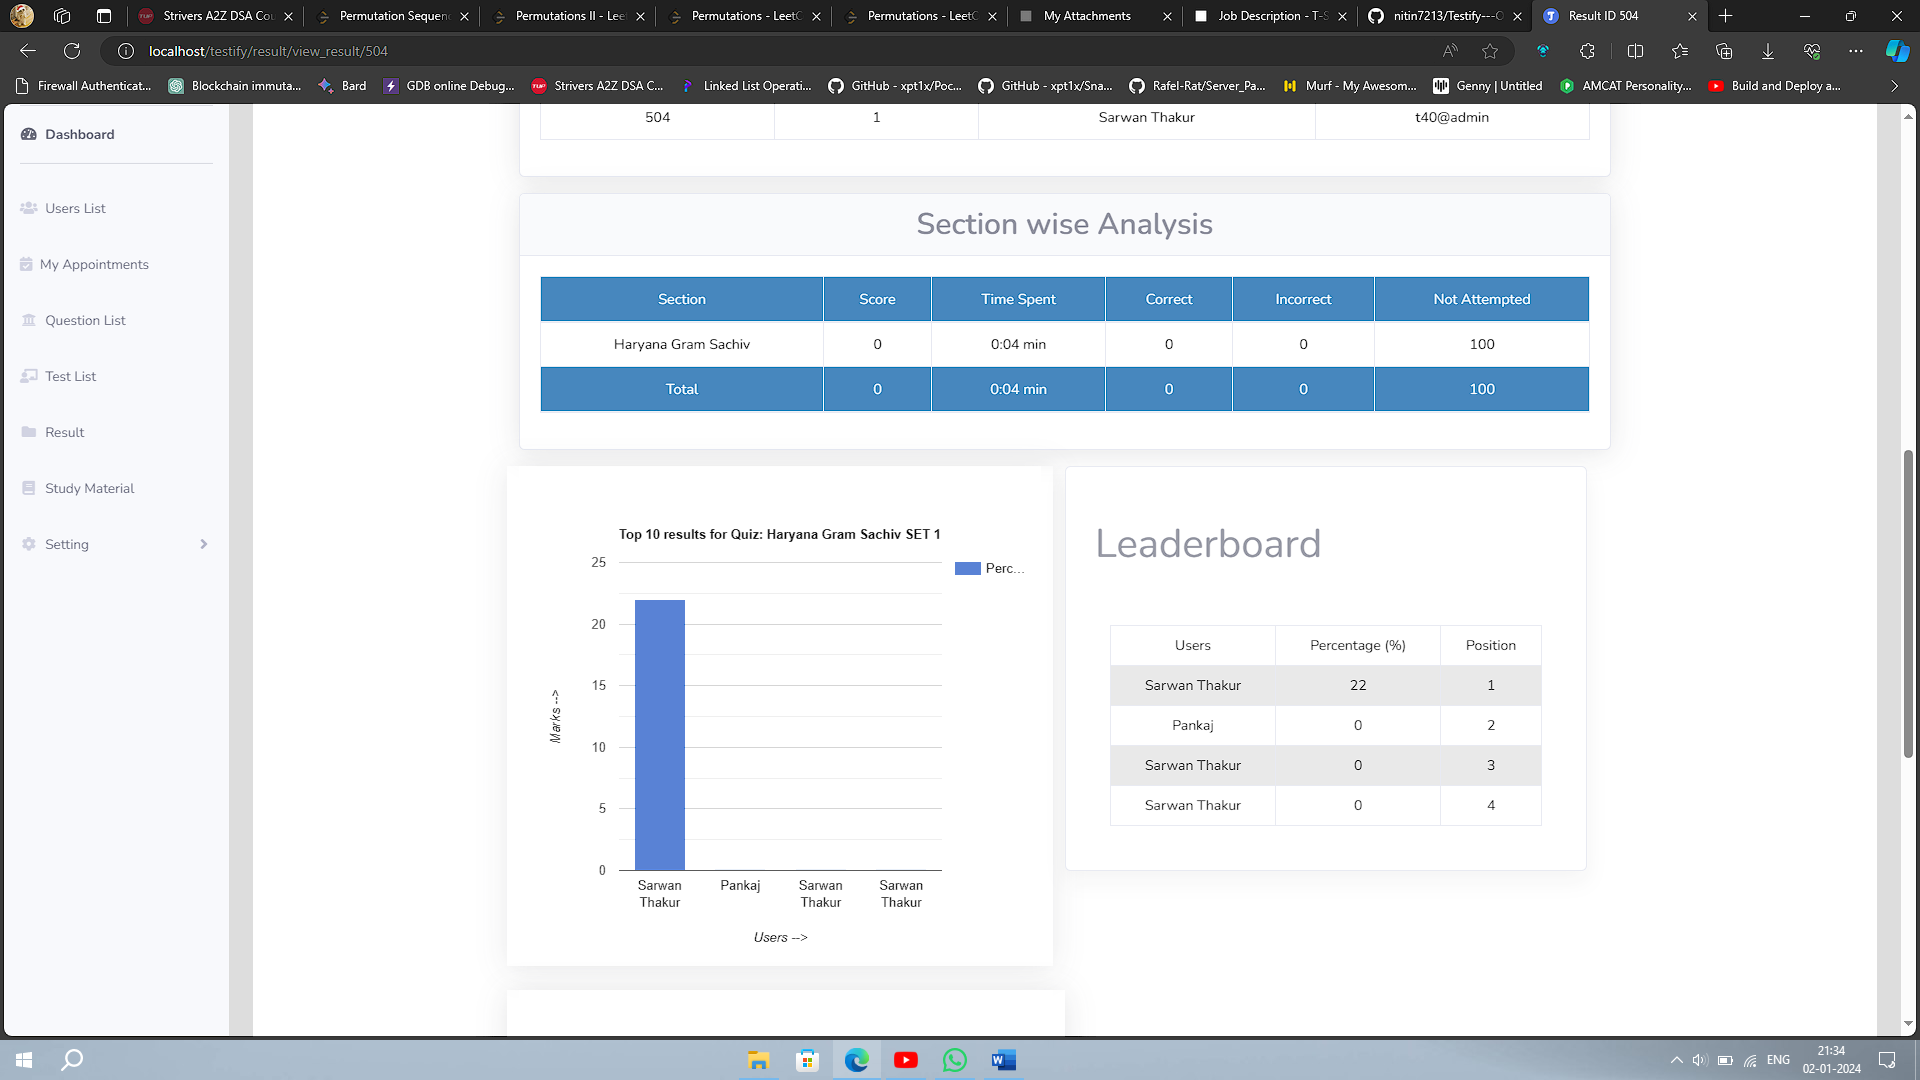 Strivers A2Z DSA Cou
Permutation Sequen
Permutations II - Leet
Permutations - LeetC
Permutations - LeetC
My Attachments
Job Description - T-S
nitin7213/Testify---O
Result ID 504
localhost/testify/result/view_result/504
Firewall Authenticat...
Blockchain immuta...
Bard
GDB online Debug...
Strivers A2Z DSA C...
Linked List Operati...
GitHub - xpt1x/Poc...
GitHub - xpt1x/Sna...
Rafel-Rat/Server_Pa...
Murf - My Awesom...
Genny | Untitled
AMCAT Personality...
Build and Deploy a...
Dashboard
Users List
My Appointments
Question List
Test List
Result
Study Material
Setting
504 1 Sarwan Thakur t40@admin
Section wise Analysis
Section Score Time Spent Correct Incorrect Not Attempted
Haryana Gram Sachiv 0 0:04 min 0 0 100
Total 0 0:04 min 0 0 100
Top 10 results for Quiz: Haryana Gram Sachiv SET 1
Perc...
25
20
15
10
5
0
Marks -->
Sarwan Thakur
Pankaj
Sarwan Thakur
Sarwan Thakur
Users -->
Leaderboard
Users Percentage (%) Position
Sarwan Thakur 22 1
Pankaj 0 2
Sarwan Thakur 0 3
Sarwan Thakur 0 4
ENG
21:34
02-01-2024